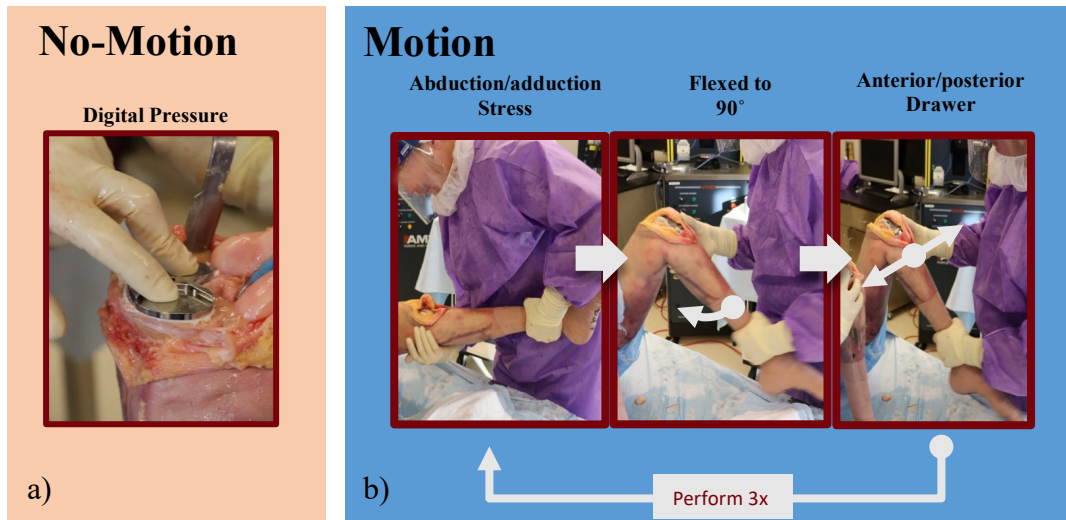 No-Motion
Digital Pressure
a)
Motion
Abduction/adduction
Stress
Flexed to
90˚
Anterior/posterior
Drawer
b)
Perform 3x